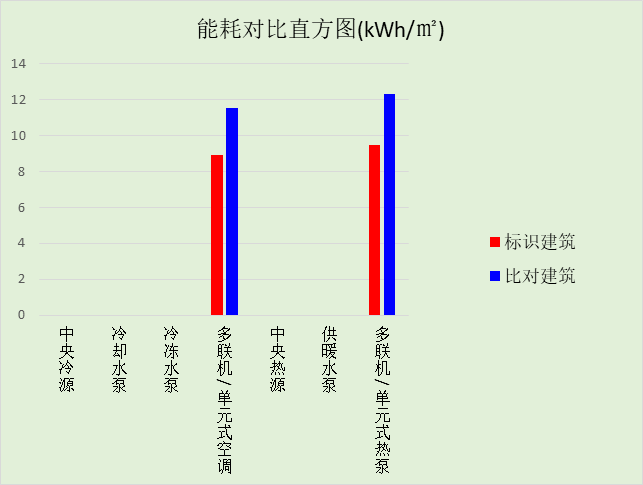 能耗对比直方图(kWh/㎡)
14
12
10
8
6
4
2
0
中央冷源
冷却水泵
冷冻水泵
多联机/单元式空调
中央热源
供暖水泵
多联机/单元式热泵
标识建筑
比对建筑